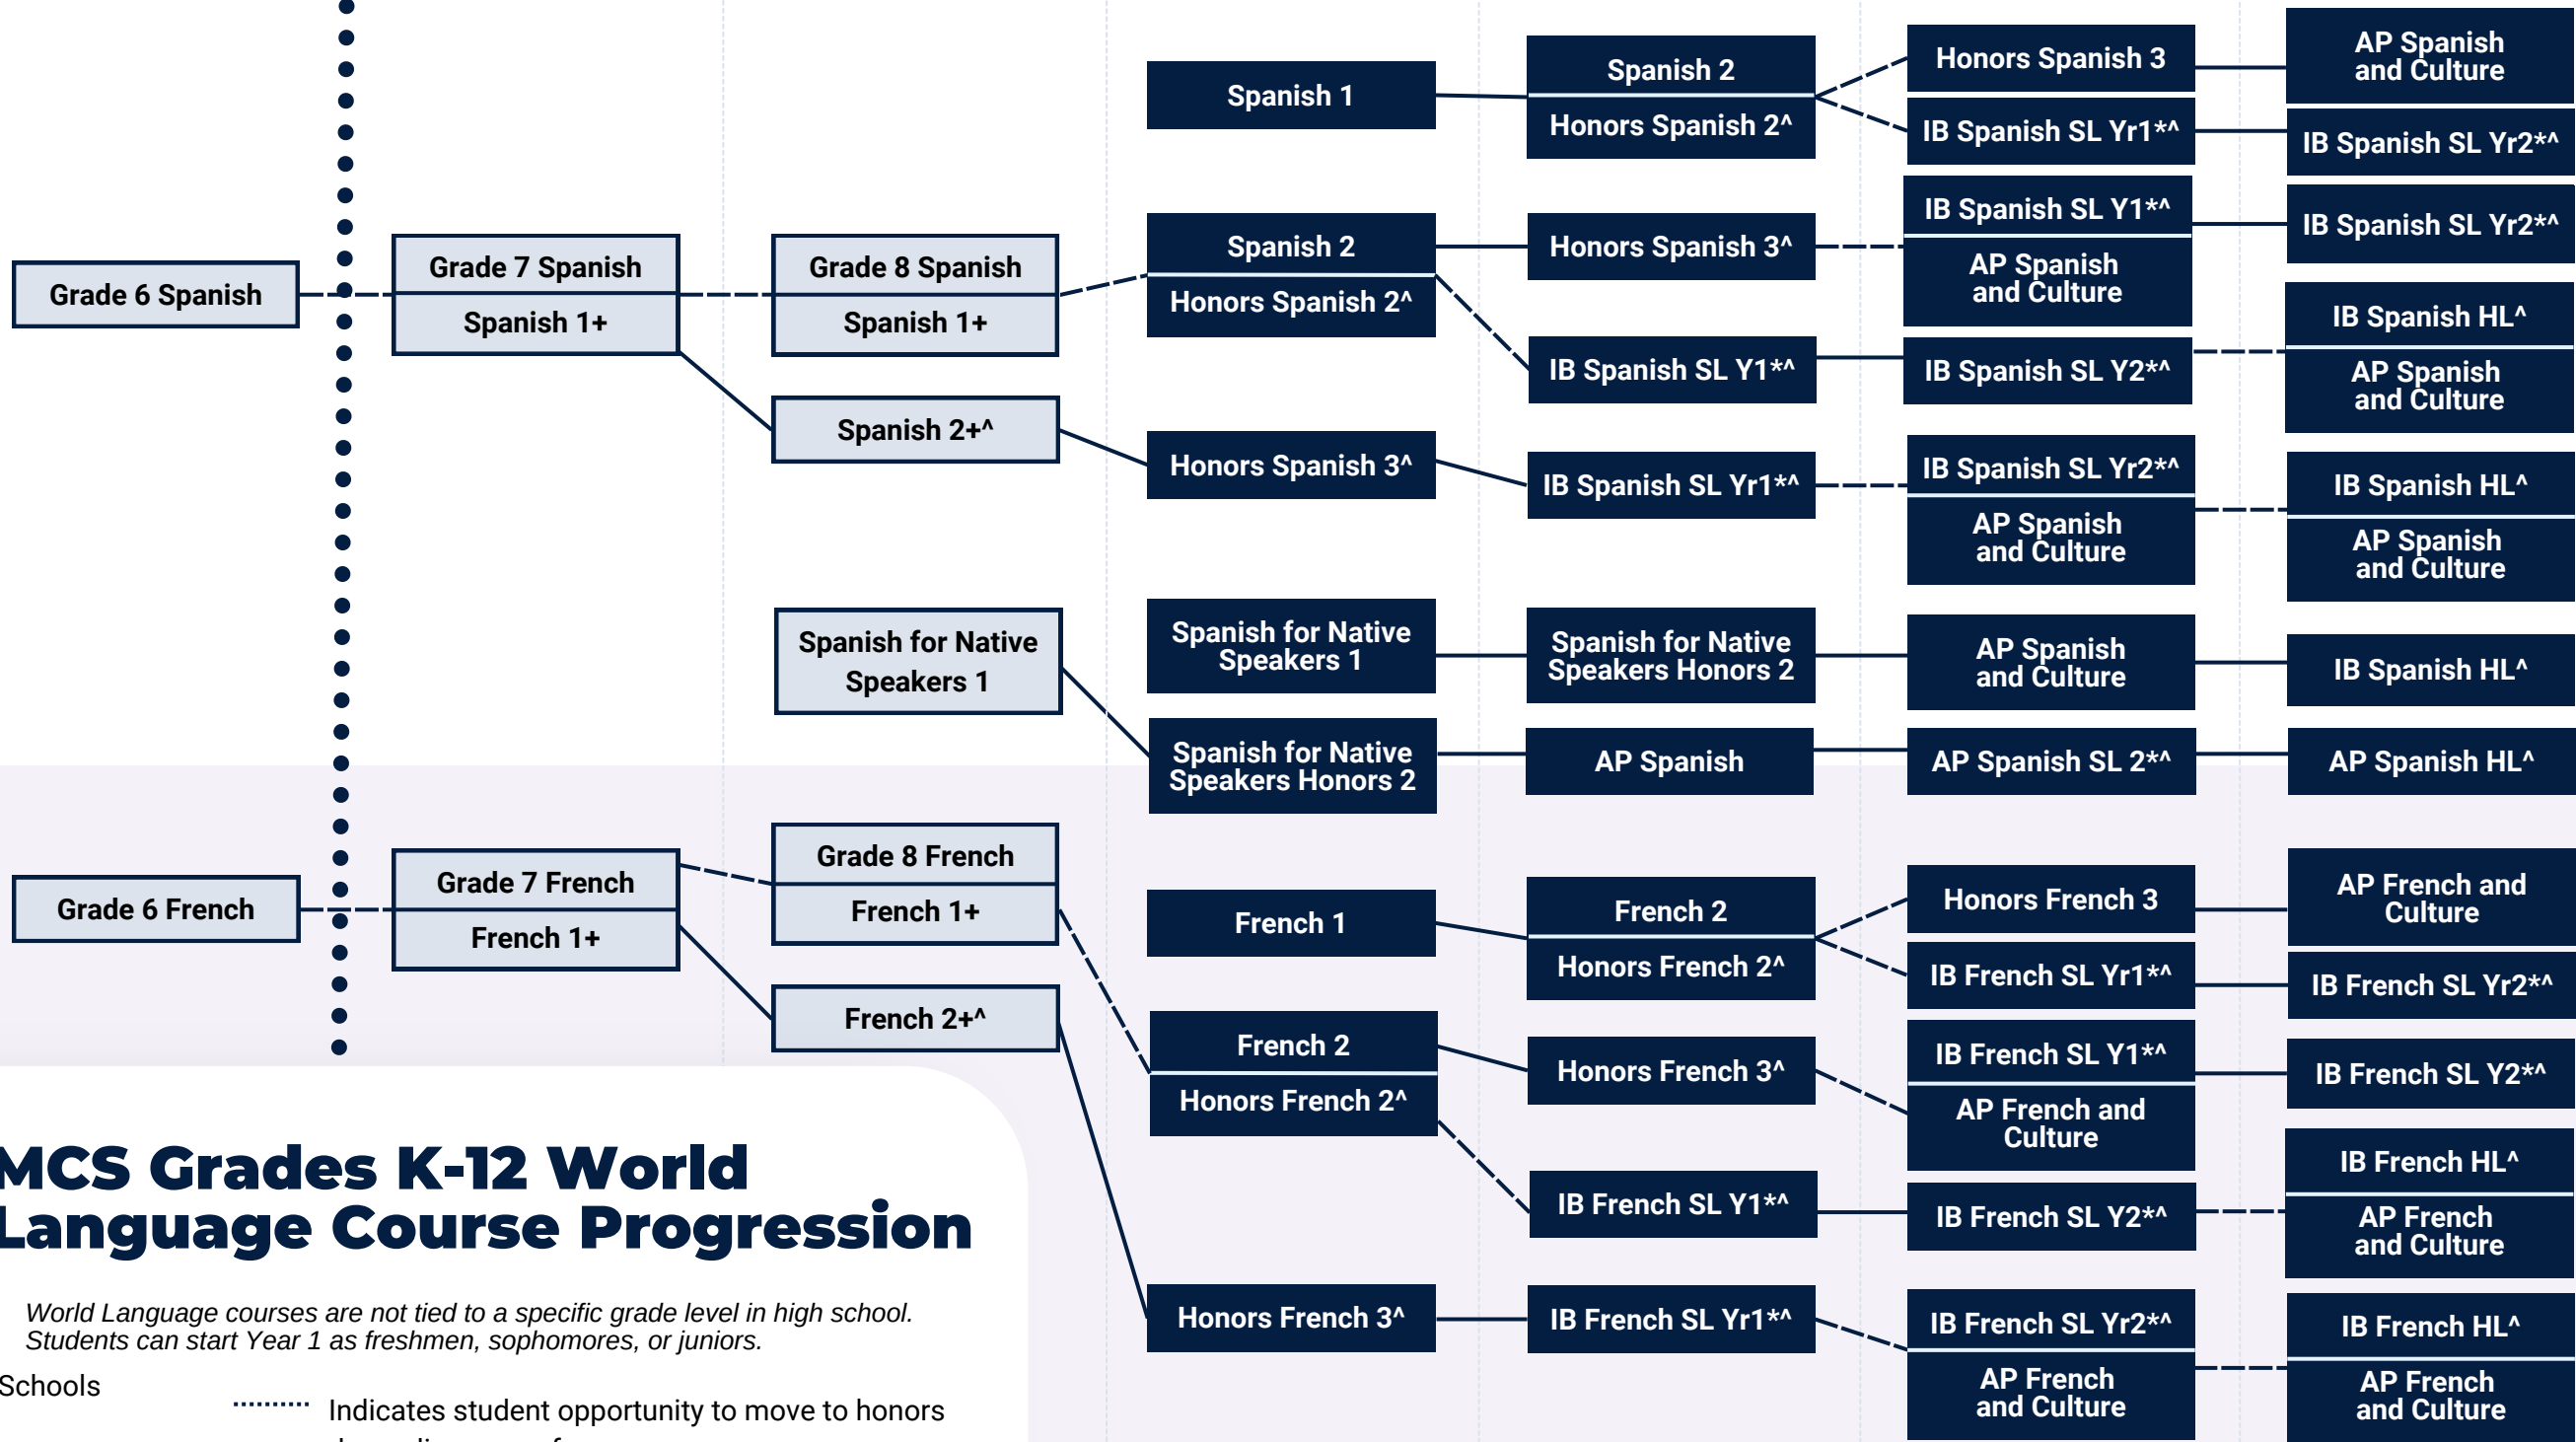 Spanish 1
Spanish 2
Honors Spanish 2^
Honors Spanish 3
IB Spanish SL Yr1*^
AP Spanish
and Culture
IB Spanish SL Yr2*^
Grade 6 Spanish
Grade 7 Spanish
Spanish 1+
Grade 8 Spanish
Spanish 1+
Spanish 2+^
Spanish 2
Honors Spanish 2^
Honors Spanish 3^
IB Spanish SL Y1*^
IB Spanish SL Y1*^
AP Spanish
and Culture
IB Spanish SL Y2*^
IB Spanish SL Yr2*^
IB Spanish HL^
AP Spanish
and Culture
Honors Spanish 3^
IB Spanish SL Yr1*^
IB Spanish SL Yr2*^
AP Spanish
and Culture
IB Spanish HL^
AP Spanish
and Culture
Spanish for Native
Speakers 1
Spanish for Native
Speakers 1
Spanish for Native
Speakers Honors 2
AP Spanish
and Culture
IB Spanish HL^
Spanish for Native
Speakers Honors 2
AP Spanish
AP Spanish SL 2*^
AP Spanish HL^
Grade 6 French
Grade 7 French
French 1+
Grade 8 French
French 1+
French 2+^
French 1
French 2
Honors French 2^
Honors French 3
IB French SL Yr1*^
AP French and
Culture
IB French SL Yr2*^
French 2
Honors French 2^
Honors French 3^
IB French SL Y1*^
IB French SL Y1*^
AP French and
Culture
IB French SL Y2*^
IB French SL Y2*^
IB French HL^
AP French
and Culture
Honors French 3^
IB French SL Yr1*^
IB French SL Yr2*^
AP French
and Culture
IB French HL^
AP French
and Culture
MCS Grades K-12 World
Language Course Progression
World Language courses are not tied to a specific grade level in high school.
Students can start Year 1 as freshmen, sophomores, or juniors.
Schools
Indicates student opportunity to move to honors